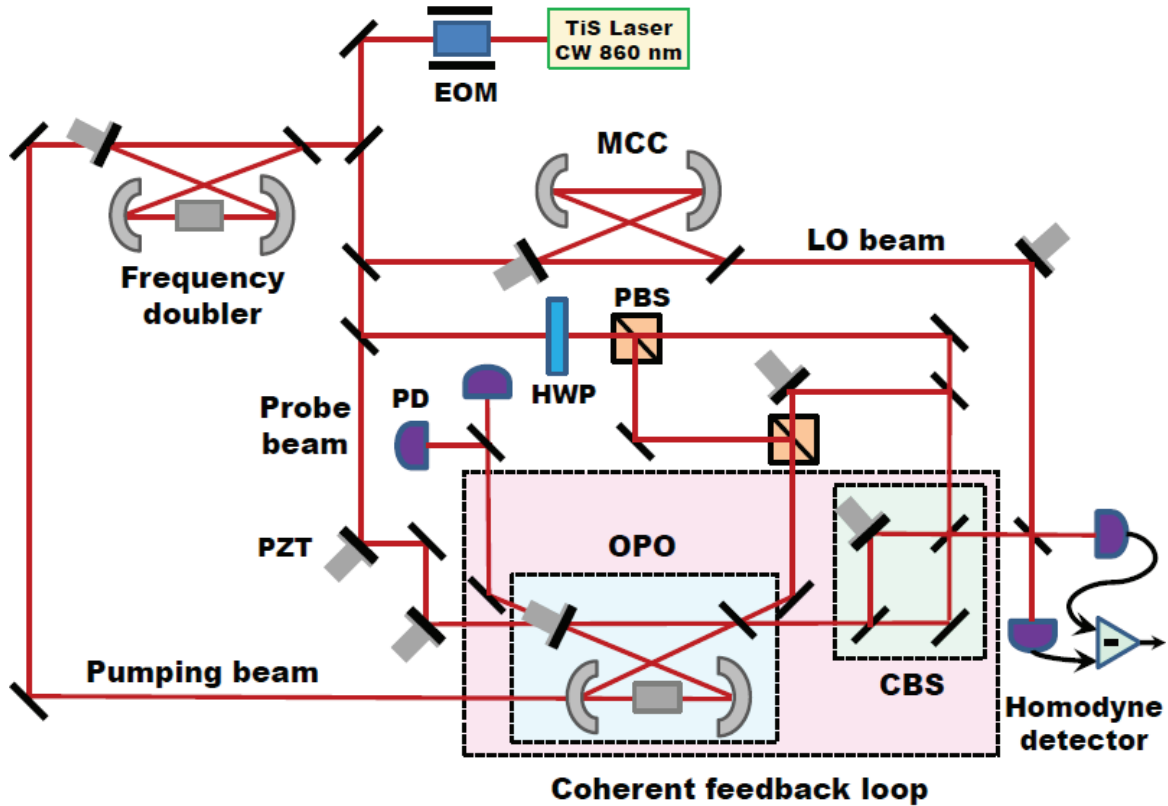 TiS Laser
CW 860 nm
EOM
MCC
Frequency
doubler
LO beam
PBS
HWP
PD
Probe
beam
PZT
OPO
CBS
Pumping beam
Homodyne
detector
Coherent feedback loop